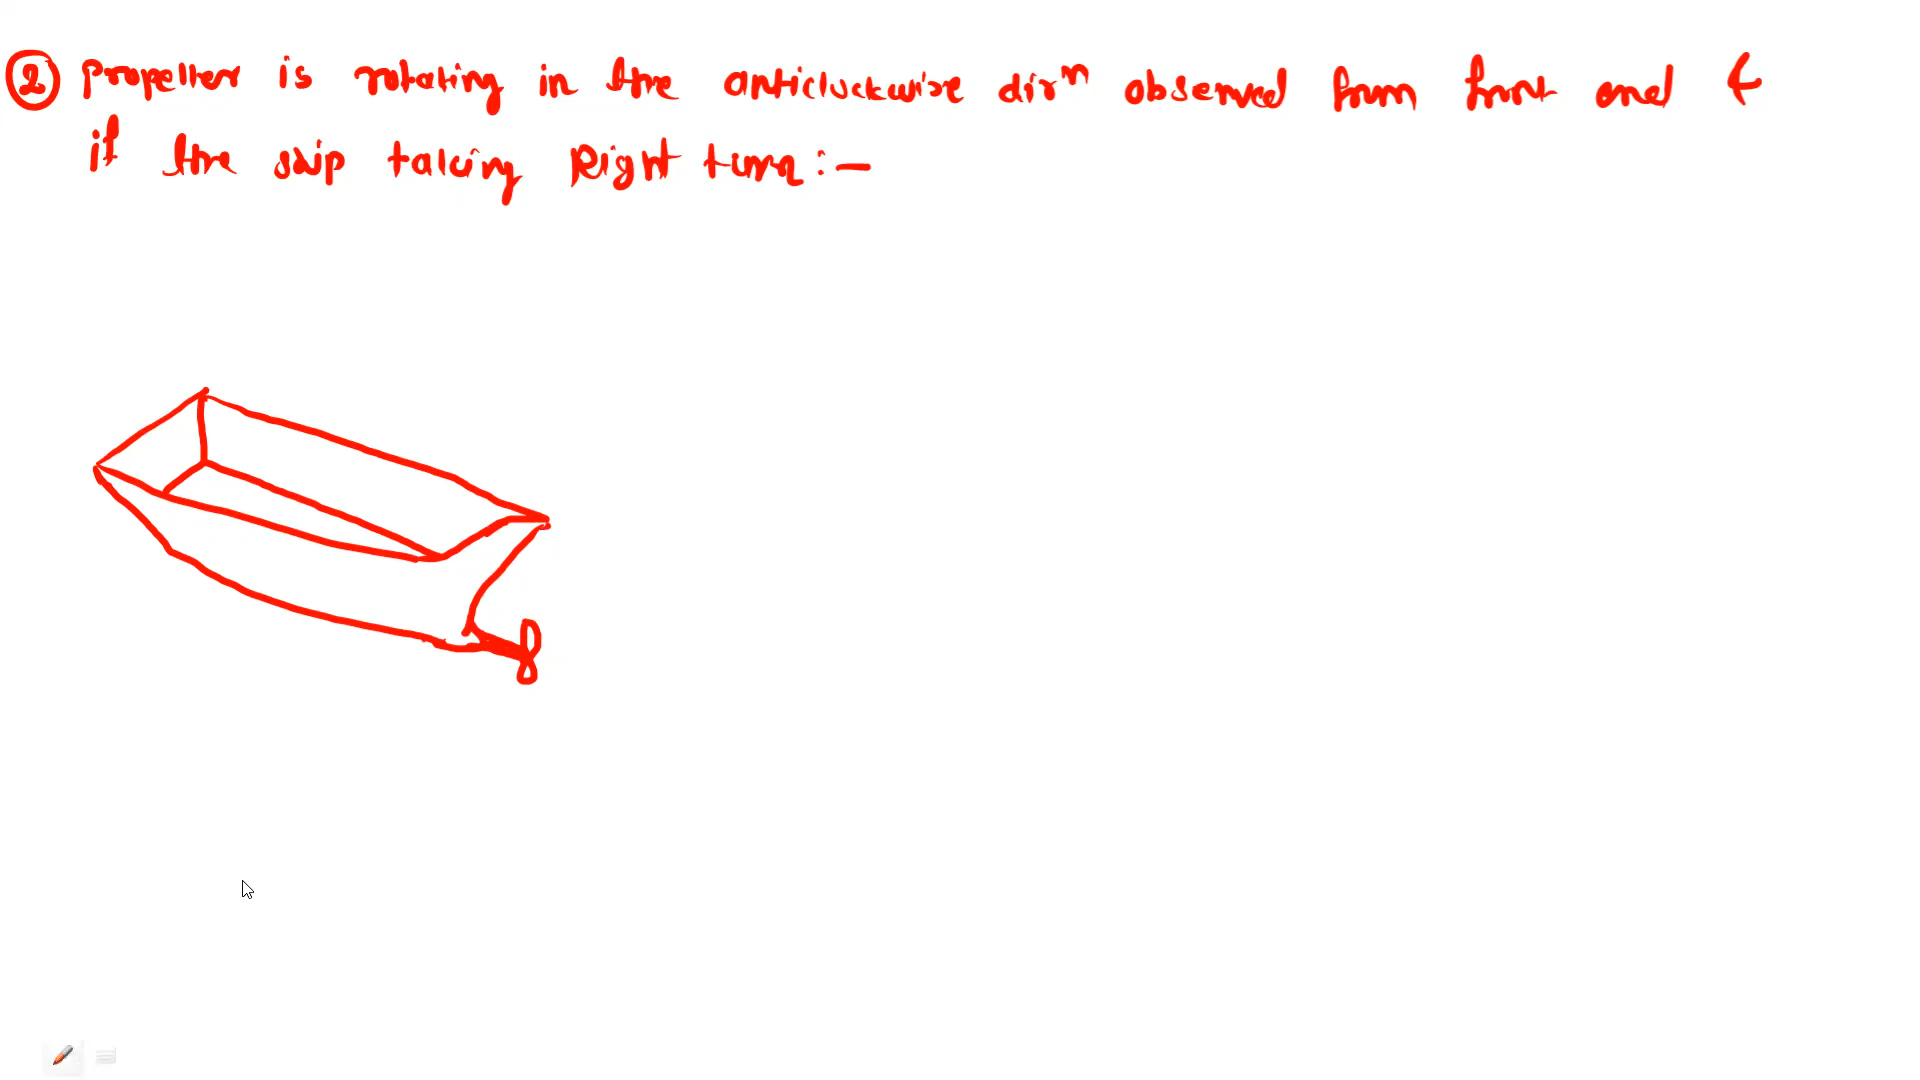 ② Propeller is rotating in the anticlockwise dirⁿ observed from front end &
if the ship taking Right turn :-